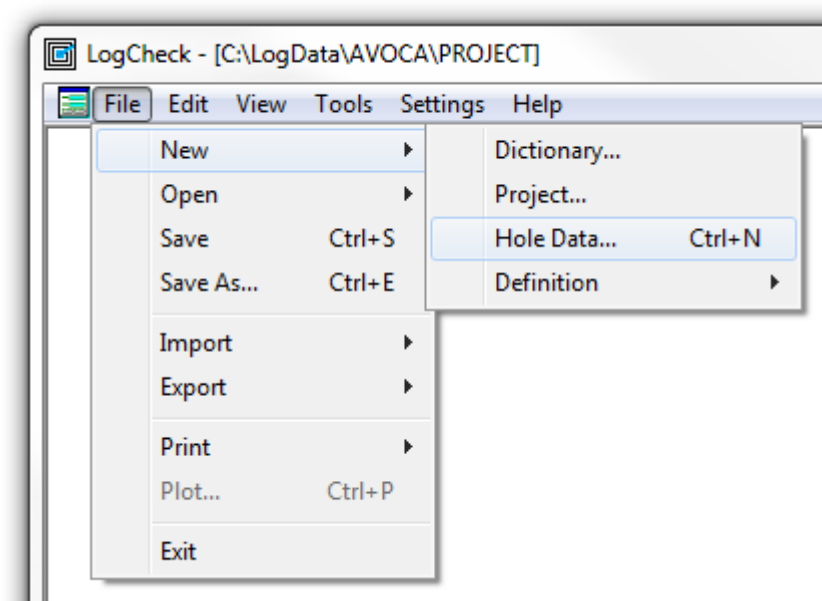 LogCheck - [C:\LogData\AVOCA\PROJECT]
File Edit View Tools Settings Help
New
Open
Save Ctrl+S
Save As... Ctrl+E
Import
Export
Print
Plot... Ctrl+P
Exit
Dictionary...
Project...
Hole Data... Ctrl+N
Definition